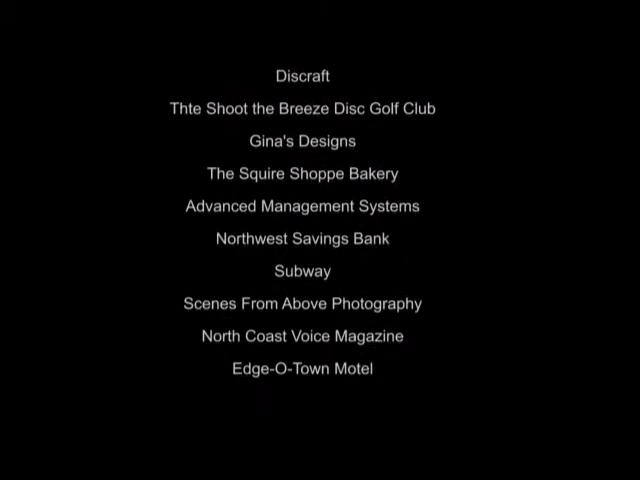 Discraft
Thte Shoot the Breeze Disc Golf Club
Gina's Designs
The Squire Shoppe Bakery
Advanced Management Systems
Northwest Savings Bank
Subway
Scenes From Above Photography
North Coast Voice Magazine
Edge-O-Town Motel